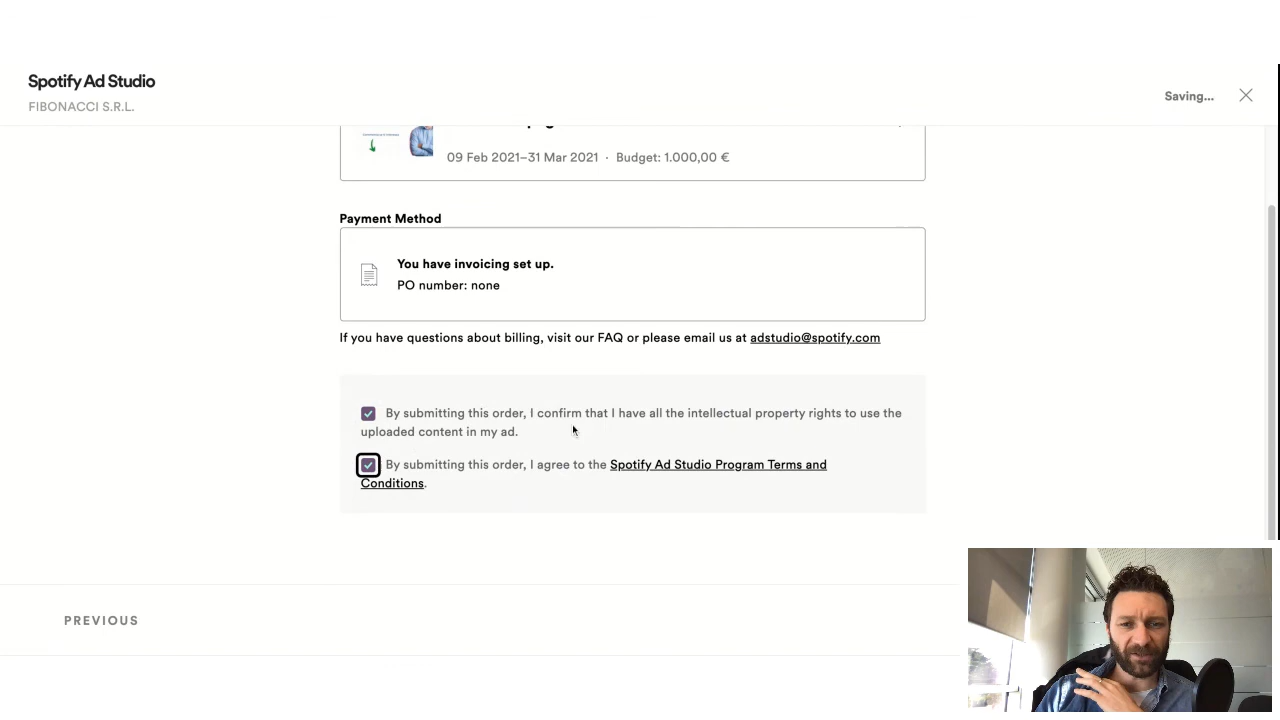 Spotify Ad Studio
FIBONACCI S.R.L.
Saving...
09 Feb 2021–31 Mar 2021 · Budget: 1.000,00 €
Payment Method
You have invoicing set up.
PO number: none
If you have questions about billing, visit our FAQ or please email us at adstudio@spotify.com
By submitting this order, I confirm that I have all the intellectual property rights to use the
uploaded content in my ad.
By submitting this order, I agree to the Spotify Ad Studio Program Terms and
Conditions.
PREVIOUS